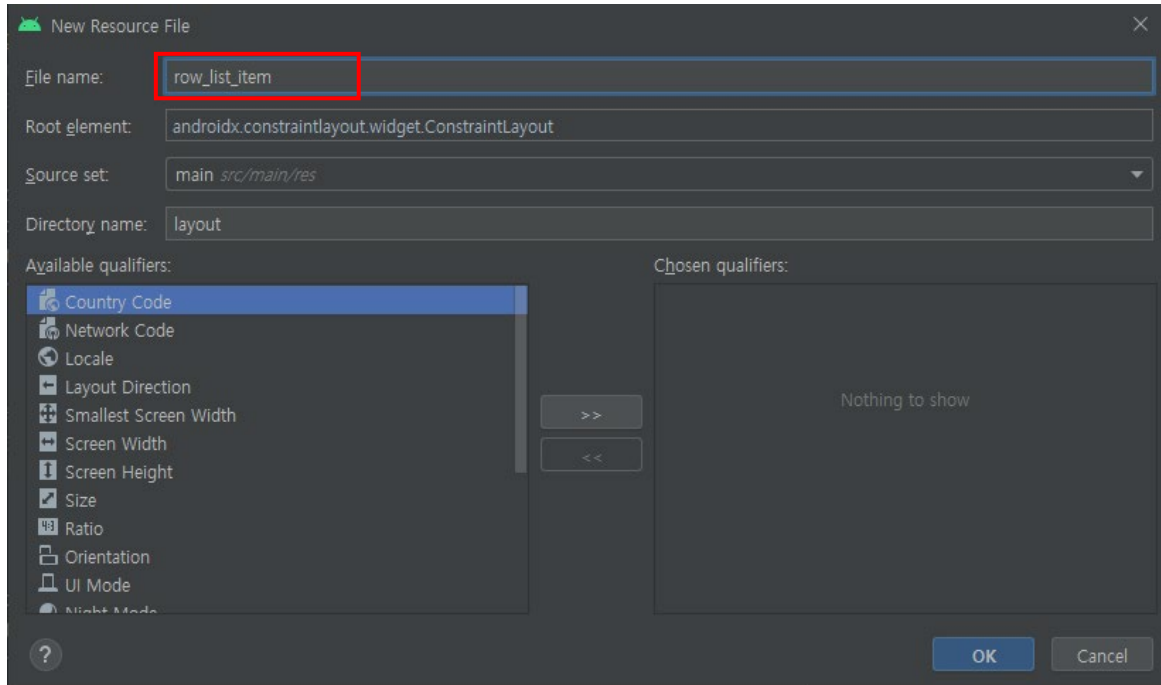 New Resource File
File name: row_list_item
Root element: androidx.constraintlayout.widget.ConstraintLayout
Source set: main src/main/res
Directory name: layout
Available qualifiers:
Chosen qualifiers:
Country Code
Network Code
Locale
Layout Direction
Smallest Screen Width
Screen Width
Screen Height
Size
Ratio
Orientation
UI Mode
Night Mode
>>
<<
Nothing to show
?
OK
Cancel